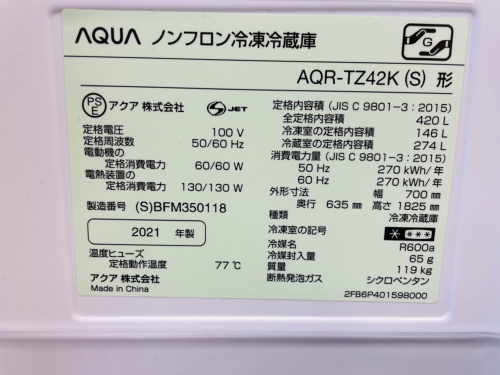 AQUA ノンフロン冷凍冷蔵庫
G
AQR-TZ42K (S) 形
PS E アクア 株式会社 S JET
定格電圧 100 V
定格周波数 50/60 Hz
電動機の
定格消費電力 60/60 W
電熱装置の
定格消費電力 130/130 W
製造番号 (S)BFM350118
2021 年製
温度ヒューズ
定格動作温度 77℃
アクア 株式会社
Made in China
定格内容積 (JIS C 9801-3 : 2015)
全定格内容積 420 L
冷凍室の定格内容積 146 L
冷蔵室の定格内容積 274 L
消費電力量 (JIS C 9801-3 : 2015)
50 Hz 270 kWh/年
60 Hz 270 kWh/年
外形寸法 幅 700 mm
奥行 635 mm 高さ 1825 mm
種類 冷凍冷蔵庫
冷凍室の記号 * ***
冷媒名 R600a
冷媒封入量 65 g
質量 119 kg
断熱発泡ガス シクロペンタン
2FB6P401598000